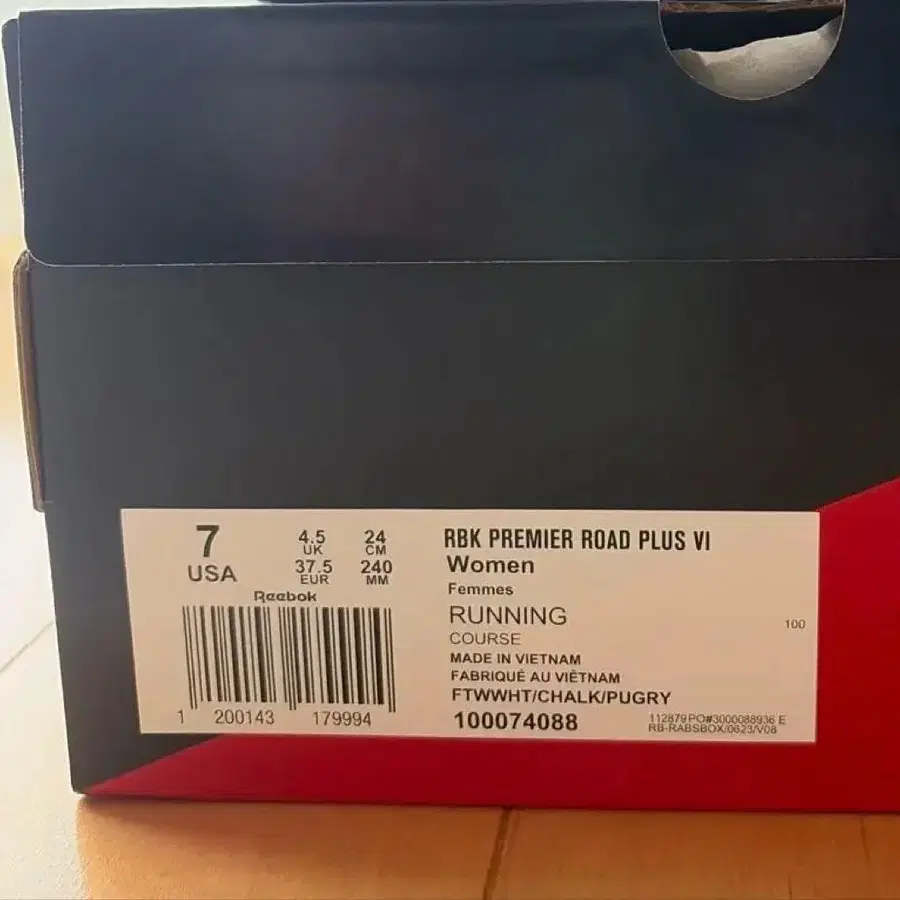 7
USA
4.5
UK
37.5
EUR
24
CM
240
MM
Reebok
1 200143 179994
RBK PREMIER ROAD PLUS VI
Women
Femmes
RUNNING
COURSE
100
MADE IN VIETNAM
FABRIQUÉ AU VIÊTNAM
FTWWHT/CHALK/PUGRY
100074088
112879PO#3000088936 E
RB-RABSBOX/0623/V08